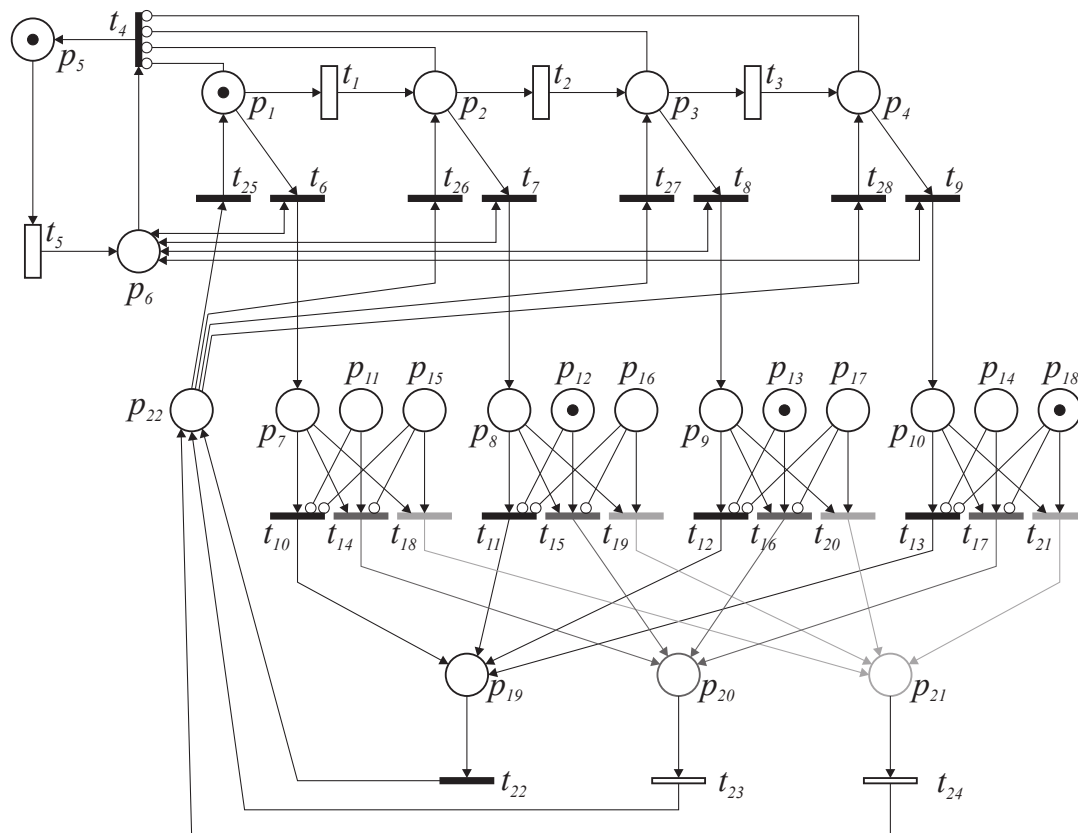 t4
p5
p1 t1 p2 t2 p3 t3 p4
t25 t6 t26 t7 t27 t8 t28 t9
t5
p6
p11 p15 p12 p16 p13 p17 p14 p18
p22 p7 p8 p9 p10
t10 t14 t18 t11 t15 t19 t12 t16 t20 t13 t17 t21
p19 p20 p21
t22 t23 t24